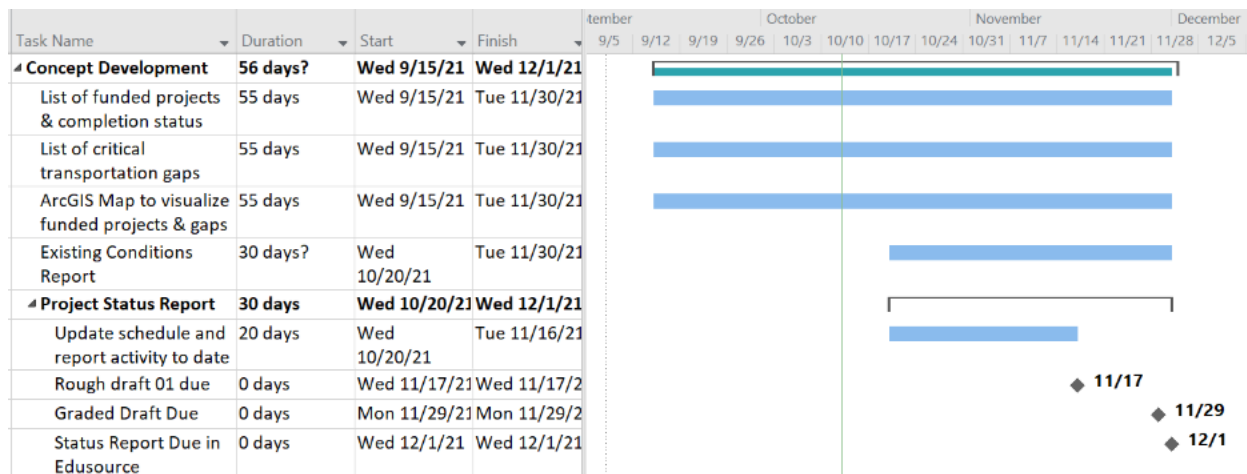 tember October November December
Task Name Duration Start Finish 9/5 9/12 9/19 9/26 10/3 10/10 10/17 10/24 10/31 11/7 11/14 11/21 11/28 12/5
Concept Development 56 days? Wed 9/15/21 Wed 12/1/21
List of funded projects 55 days Wed 9/15/21 Tue 11/30/21
& completion status
List of critical 55 days Wed 9/15/21 Tue 11/30/21
transportation gaps
ArcGIS Map to visualize 55 days Wed 9/15/21 Tue 11/30/21
funded projects & gaps
Existing Conditions 30 days? Wed Tue 11/30/21
Report 10/20/21
Project Status Report 30 days Wed 10/20/21 Wed 12/1/21
Update schedule and 20 days Wed Tue 11/16/21
report activity to date 10/20/21
Rough draft 01 due 0 days Wed 11/17/21 Wed 11/17/2 11/17
Graded Draft Due 0 days Mon 11/29/21 Mon 11/29/2 11/29
Status Report Due in 0 days Wed 12/1/21 Wed 12/1/21 12/1
Edusource